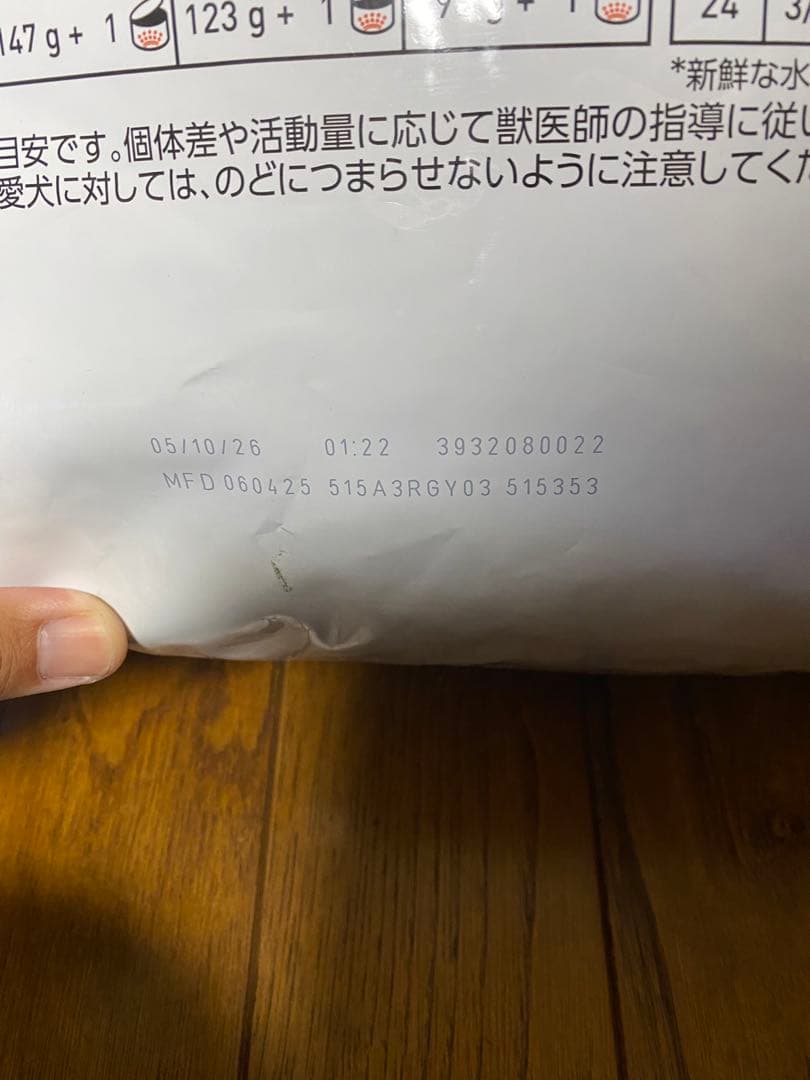 147 g + 1 123 g + 1 9 g + 1 24
*新鮮な水
目安です。個体差や活動量に応じて獣医師の指導に従い
愛犬に対しては、のどにつまらせないように注意してくだ
05/10/26 01:22 3932080022
MFD 060425 515A3RGY03 515353